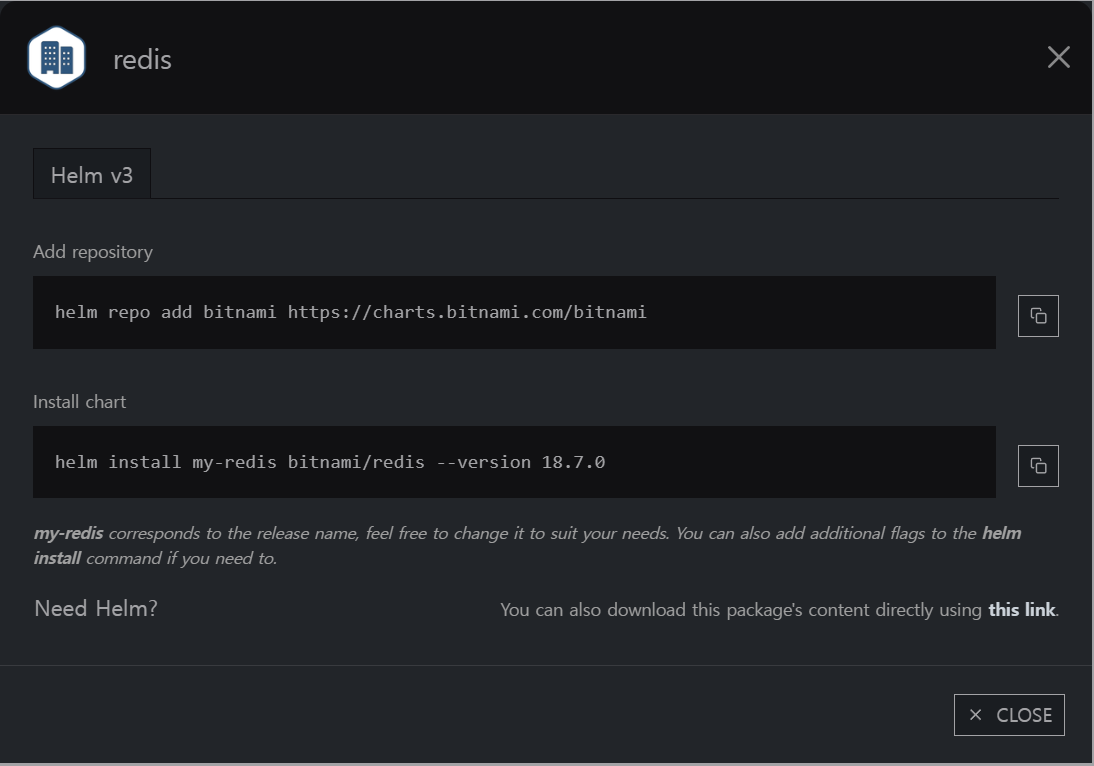 redis
Helm v3
Add repository
helm repo add bitnami https://charts.bitnami.com/bitnami
Install chart
helm install my-redis bitnami/redis --version 18.7.0
my-redis corresponds to the release name, feel free to change it to suit your needs. You can also add additional flags to the helm
install command if you need to.
Need Helm?
You can also download this package's content directly using this link.
CLOSE